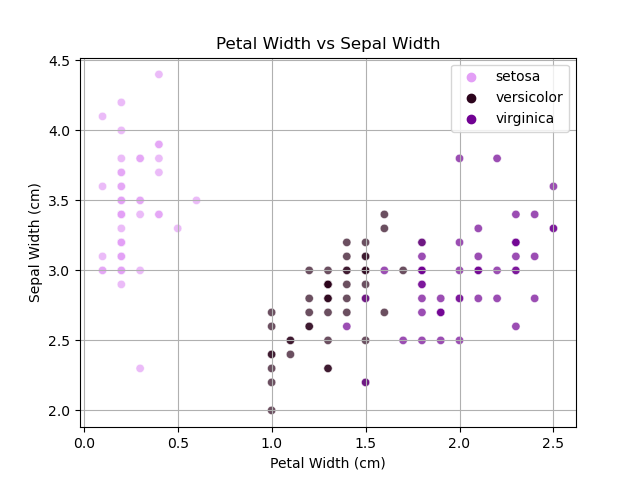 Petal Width vs Sepal Width
setosa
versicolor
virginica
Sepal Width (cm)
4.5
4.0
3.5
3.0
2.5
2.0
0.0 0.5 1.0 1.5 2.0 2.5
Petal Width (cm)